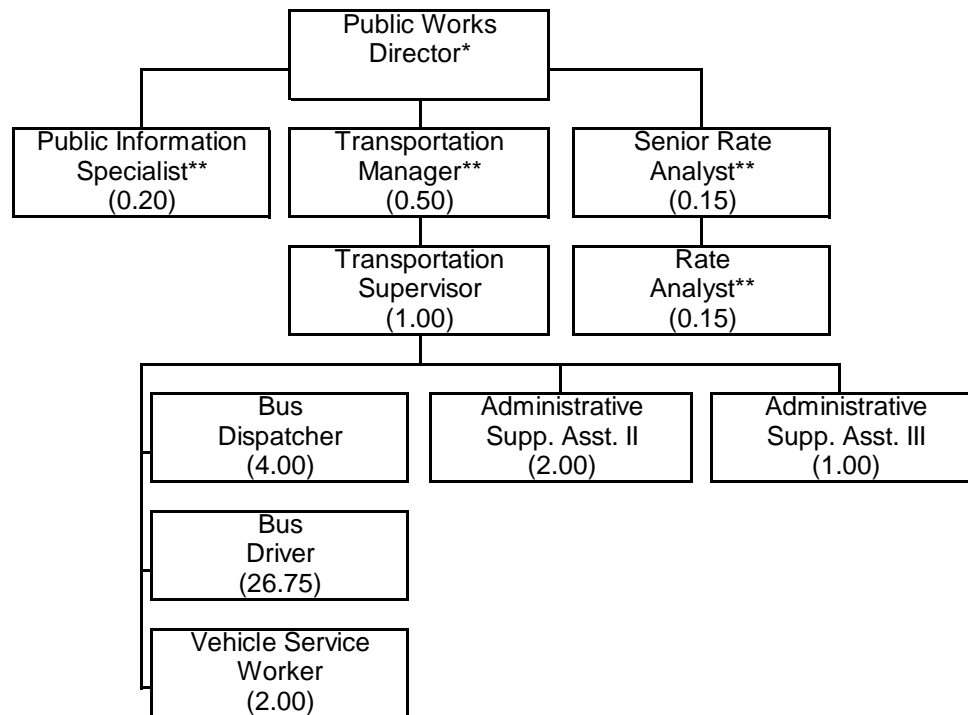 Public Works
Director*
Public Information
Specialist**
(0.20)
Transportation
Manager**
(0.50)
Senior Rate
Analyst**
(0.15)
Transportation
Supervisor
(1.00)
Rate
Analyst**
(0.15)
Bus
Dispatcher
(4.00)
Administrative
Supp. Asst. II
(2.00)
Administrative
Supp. Asst. III
(1.00)
Bus
Driver
(26.75)
Vehicle Service
Worker
(2.00)